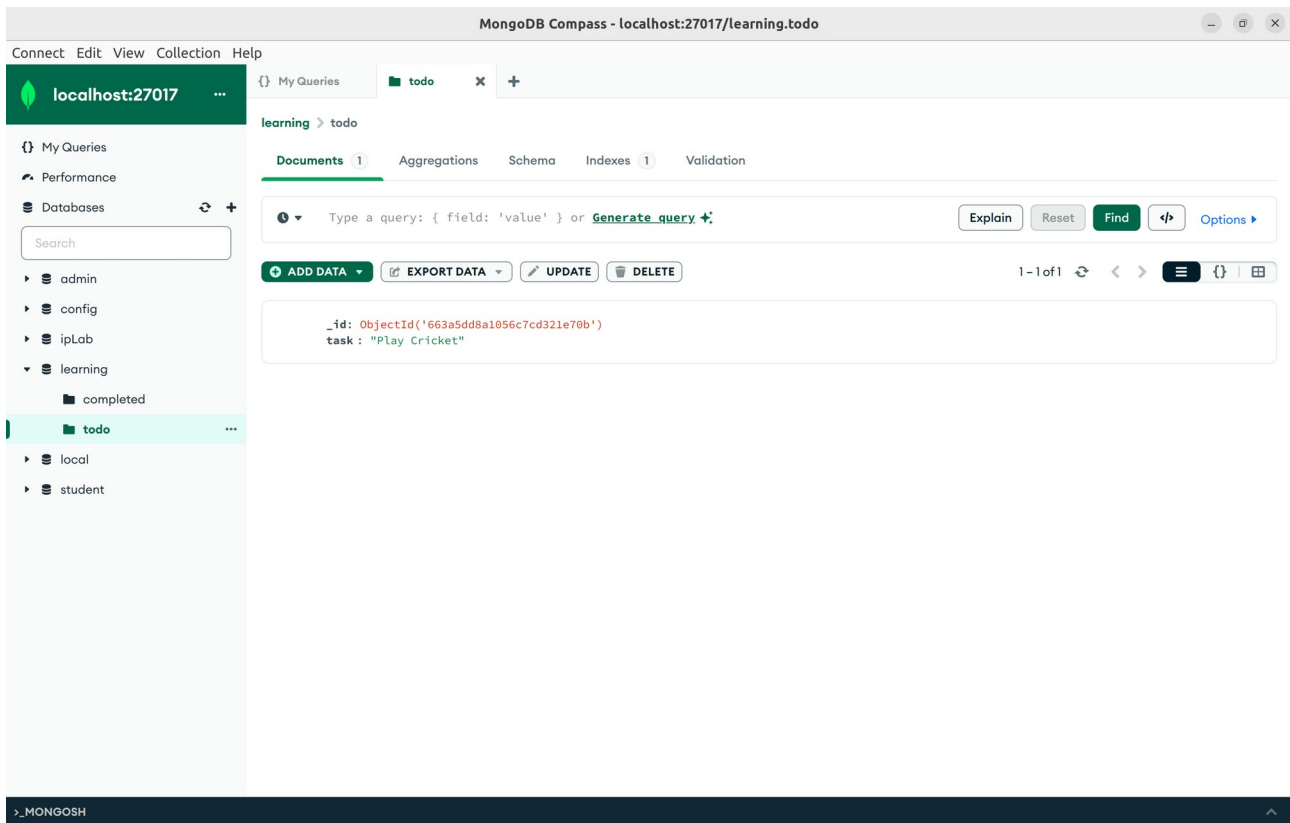 MongoDB Compass - localhost:27017/learning.todo
Connect Edit View Collection Help
localhost:27017 ...
{} My Queries
todo
learning > todo
My Queries
Performance
Databases
Search
admin
config
ipLab
learning
completed
todo ...
local
student
Documents 1 Aggregations Schema Indexes 1 Validation
Type a query: { field: 'value' } or Generate query
Explain Reset Find </> Options
ADD DATA EXPORT DATA UPDATE DELETE
1–1 of 1 {}
_id: ObjectId('663a5dd8a1056c7cd321e70b')
task : "Play Cricket"
>_MONGOSH